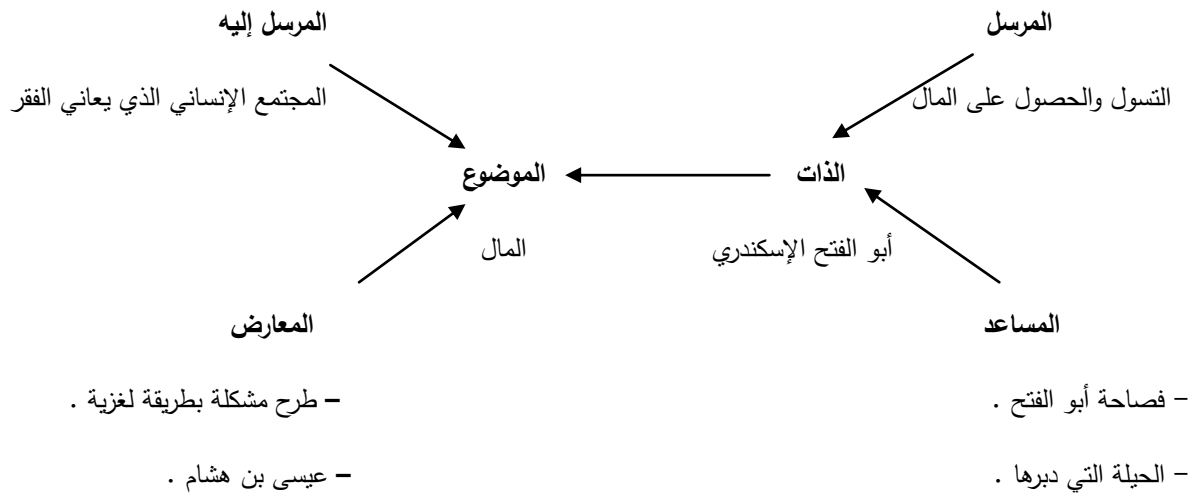 المرسل المرسل إليه
التسول والحصول على المال المجتمع الإنساني الذي يعاني الفقر
الذات الموضوع
أبو الفتح الإسكندري المال
المساعد المعارض
- فصاحة أبو الفتح . - طرح مشكلة بطريقة لغزية .
- الحيلة التي دبرها . - عيسى بن هشام .